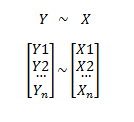 Y ~ X
[Y1] ~ [X1]
[Y2] [X2]
[...] [...]
[Yn] [Xn]